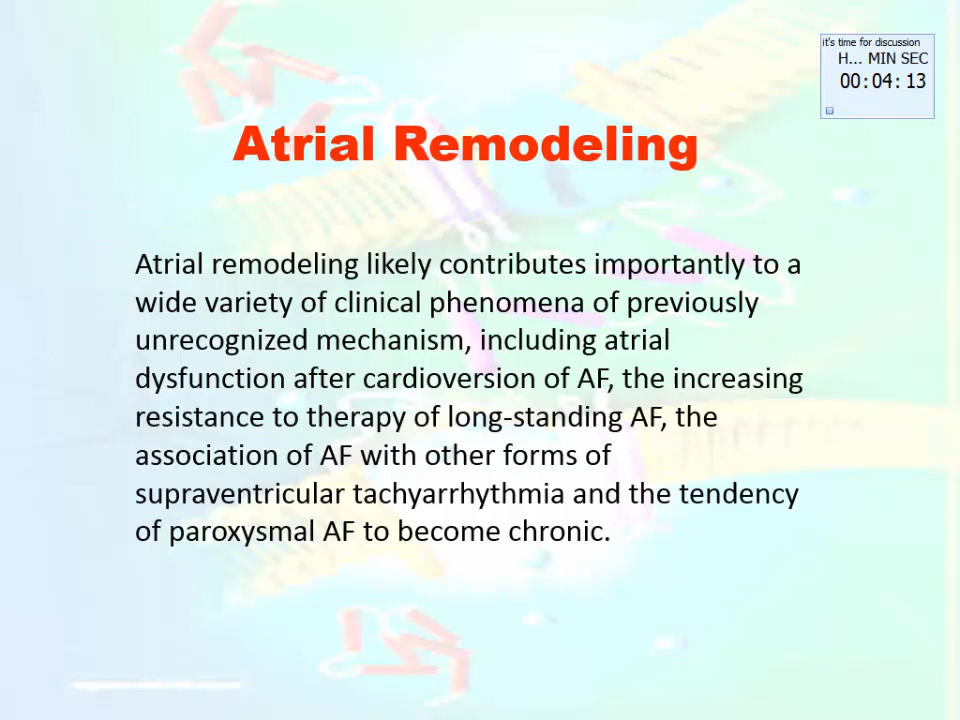 it's time for discussion
H... MIN SEC
00:04:13
Atrial Remodeling
Atrial remodeling likely contributes importantly to a
wide variety of clinical phenomena of previously
unrecognized mechanism, including atrial
dysfunction after cardioversion of AF, the increasing
resistance to therapy of long-standing AF, the
association of AF with other forms of
supraventricular tachyarrhythmia and the tendency
of paroxysmal AF to become chronic.